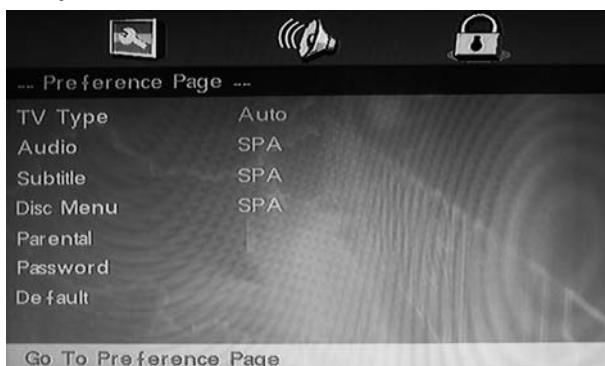 -- Preference Page --
TV Type Auto
Audio SPA
Subtitle SPA
Disc Menu SPA
Parental
Password
Default
Go To Preference Page